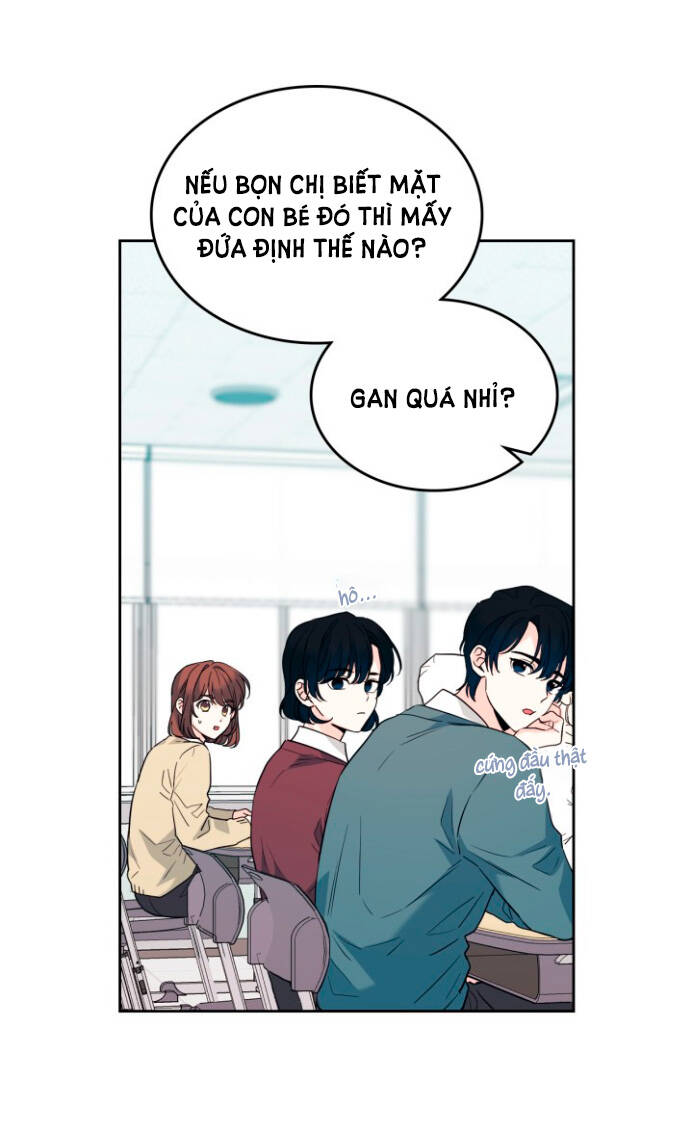 NẾU BỌN CHỊ BIẾT MẶT
CỦA CON BÉ ĐÓ THÌ MẤY
ĐỨA ĐỊNH THẾ NÀO?
GAN QUÁ NHỈ?
hô...
cứng đầu thật
đấy.